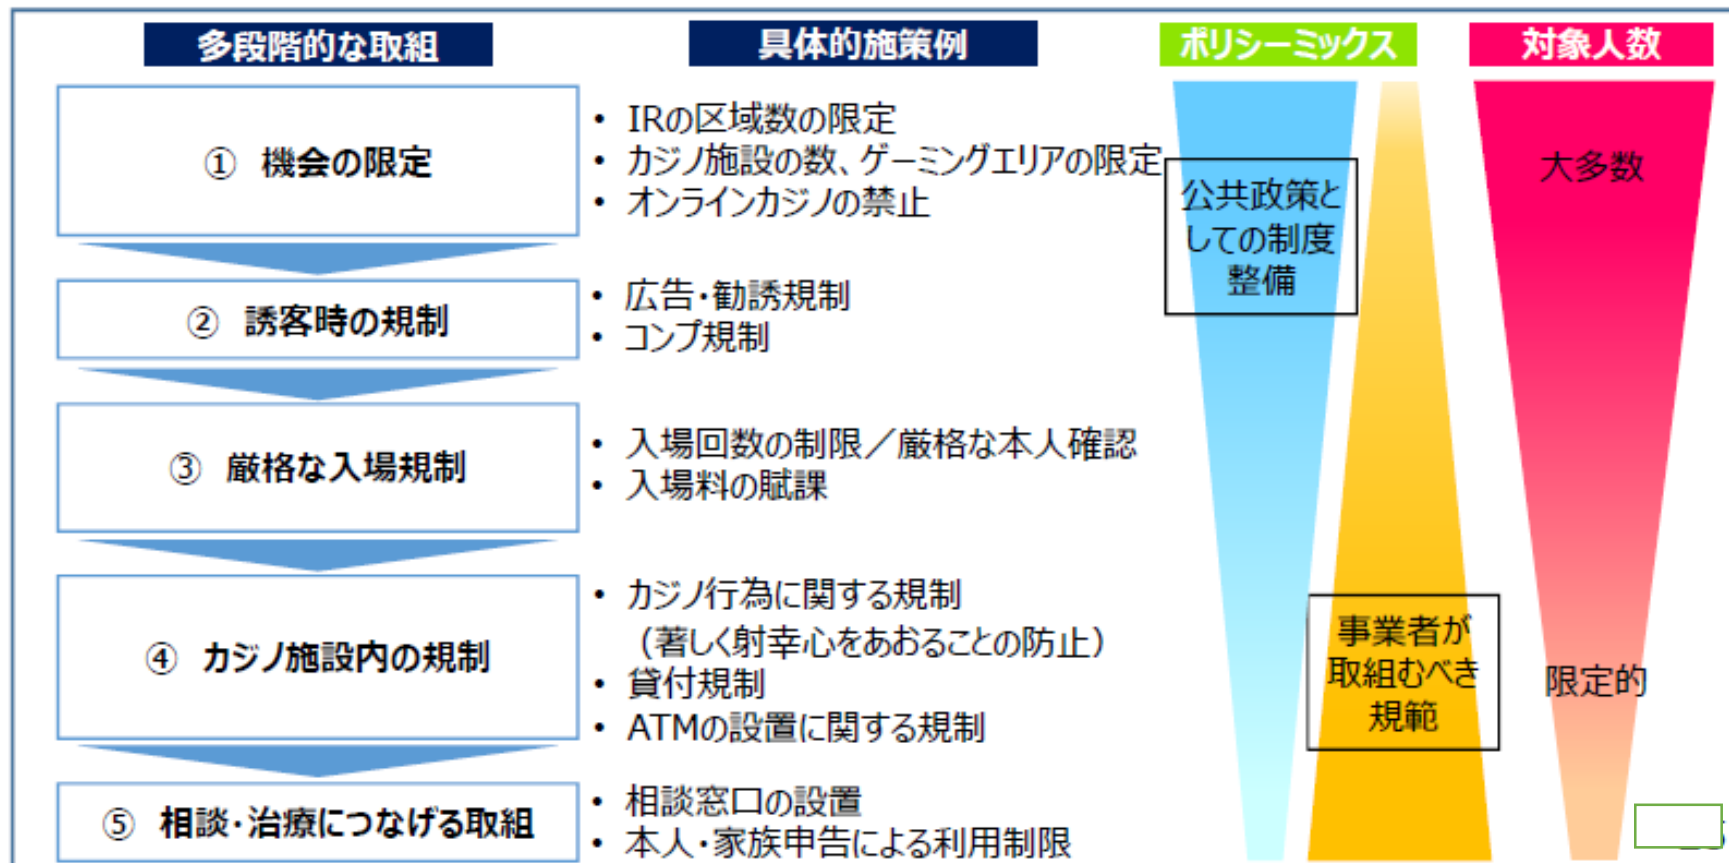 多段階的な取組
具体的施策例
ポリシーミックス
対象人数
① 機会の限定
• IRの区域数の限定
• カジノ施設の数、ゲーミングエリアの限定
• オンラインカジノの禁止
② 誘客時の規制
• 広告・勧誘規制
• コンプ規制
③ 厳格な入場規制
• 入場回数の制限／厳格な本人確認
• 入場料の賦課
④ カジノ施設内の規制
• カジノ行為に関する規制
（著しく射幸心をあおることの防止）
• 貸付規制
• ATMの設置に関する規制
⑤ 相談・治療につなげる取組
• 相談窓口の設置
• 本人・家族申告による利用制限
公共政策と
しての制度
整備
事業者が
取組むべき
規範
大多数
限定的